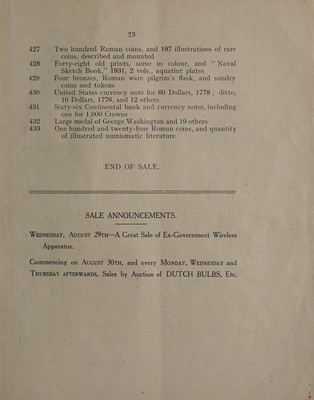 23
427 Two hundred Roman coins, and 197 illustrations of rare
coins, described and mounted
428 Forty-eight old prints, some in colour, and " Naval
Sketch Book," 1831, 2 vols., aquatint plates
429 Four bronzes, Roman ware pilgrim's flask, and sundry
coins and tokens
430 United States currency note for 60 Dollars, 1778 ; ditto,
10 Dollars, 1776, and 12 others
431 Sixty-six Continental bank and currency notes, including
one for 1,000 Crowns
432 Large medal of George Washington and 19 others
433 One hundred and twenty-four Roman coins, and quantity
of illustrated numismatic literature
END OF SALE.
SALE ANNOUNCEMENTS.
WEDNESDAY, AUGUST 29TH—A Great Sale of Ex-Government Wireless
Apparatus.
Commencing on AUGUST 30TH, and every MONDAY, WEDNESDAY and
THURSDAY AFTERWARDS, Sales by Auction of DUTCH BULBS, Etc.